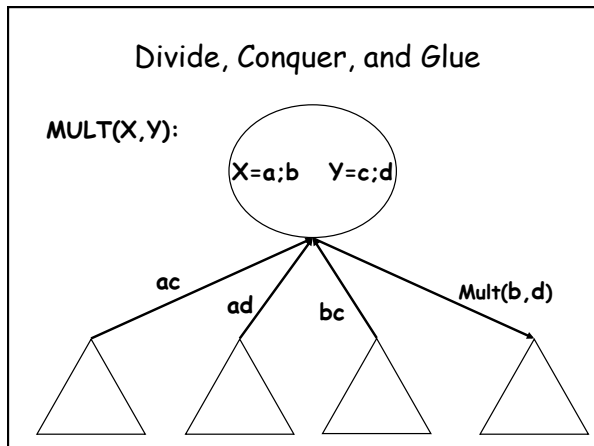 Divide, Conquer, and Glue
MULT(X,Y):
X=a;b Y=c;d
ac
ad
bc
Mult(b,d)